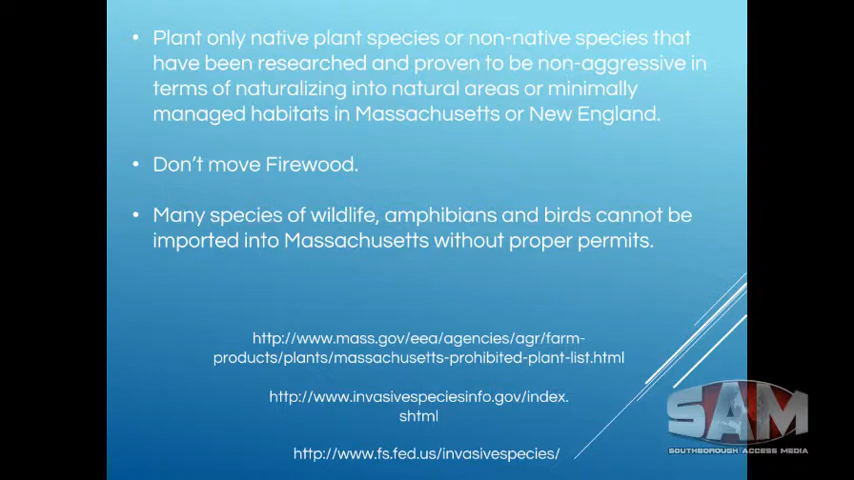 • Plant only native plant species or non-native species that
have been researched and proven to be non-aggressive in
terms of naturalizing into natural areas or minimally
managed habitats in Massachusetts or New England.
• Don't move Firewood.
• Many species of wildlife, amphibians and birds cannot be
imported into Massachusetts without proper permits.
http://www.mass.gov/eea/agencies/agr/farm-
products/plants/massachusetts-prohibited-plant-list.html
http://www.invasivespeciesinfo.gov/index.
shtml
http://www.fs.fed.us/invasivespecies/
SAM
SOUTHBOROUGH ACCESS MEDIA